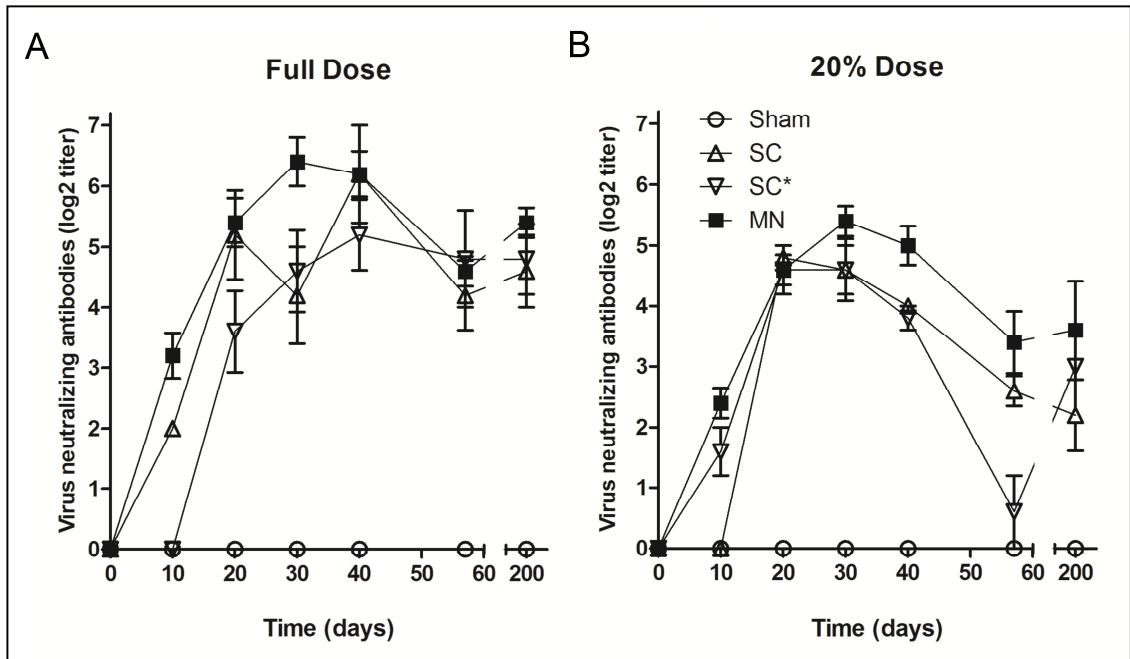 A
Full Dose
Virus neutralizing antibodies (log2 titer)
7
6
5
4
3
2
1
0
0 10 20 30 40 50 60 200
Time (days)
B
20% Dose
Virus neutralizing antibodies (log2 titer)
7
6
5
4
3
2
1
0
Sham
SC
SC*
MN
0 10 20 30 40 50 60 200
Time (days)